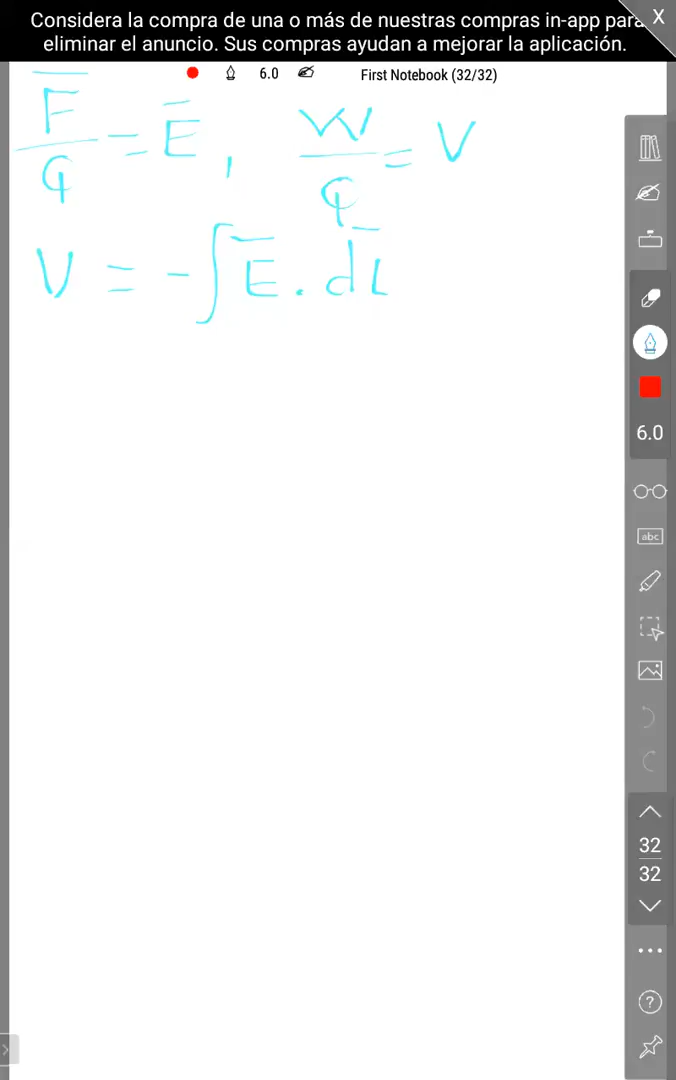 Considera la compra de una o más de nuestras compras in-app para X
eliminar el anuncio. Sus compras ayudan a mejorar la aplicación.
6.0 First Notebook (32/32)
F̅/q = E̅, W/q = V
V = -∫E̅ . dL̅
6.0
abc
32
32
...
?
>